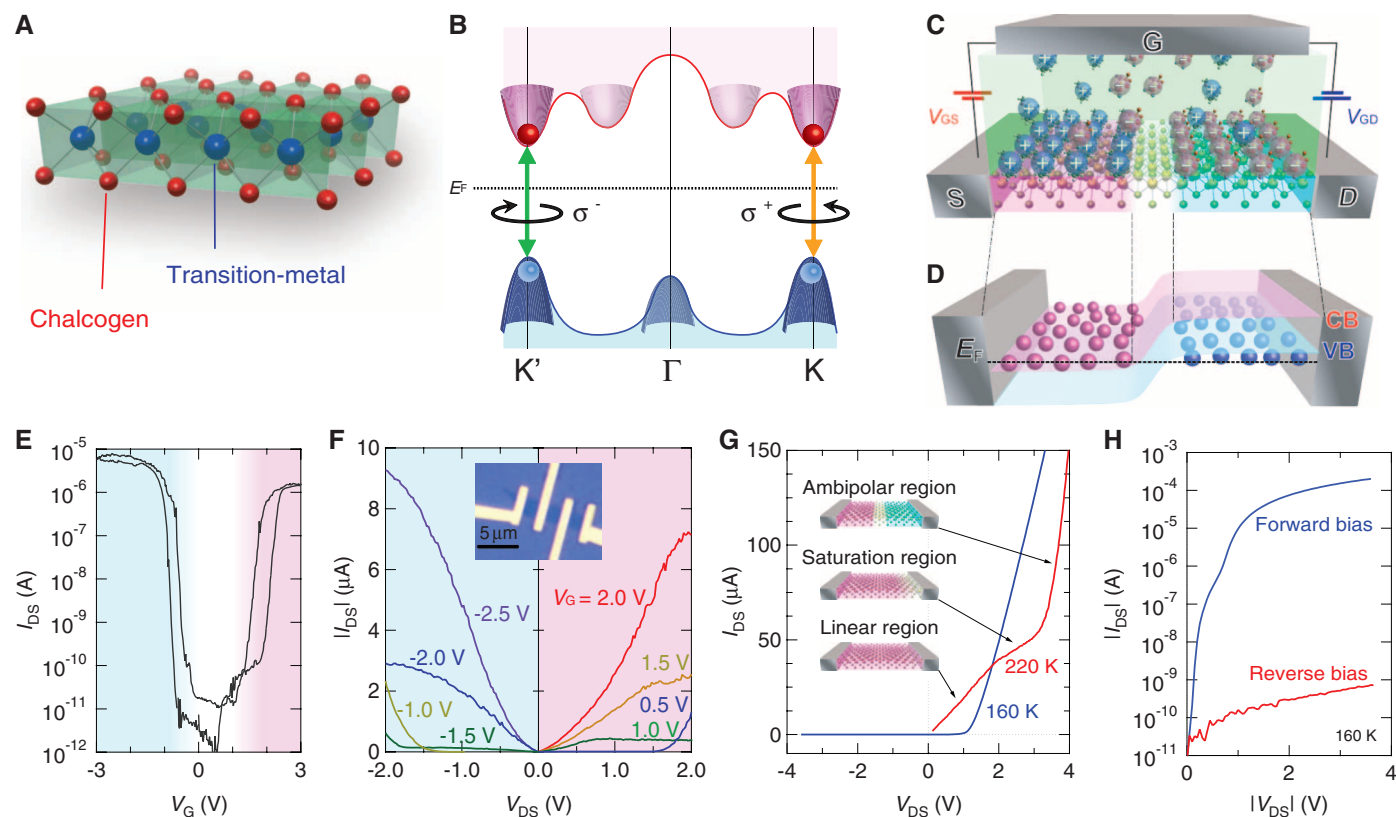 A
Transition-metal
Chalcogen
B
EF
σ-
σ+
K'
Γ
K
C
G
VGS
VGD
S
D
D
EF
CB
VB
E
10-5
10-6
10-7
10-8
10-9
10-10
10-11
10-12
IDS (A)
-3
0
3
VG (V)
F
10
8
6
4
2
0
|IDS| (µA)
5 µm
-2.5 V
-2.0 V
-1.0 V
-1.5 V
VG = 2.0 V
1.5 V
0.5 V
1.0 V
-2.0
-1.0
0.0
1.0
2.0
VDS (V)
G
150
100
50
0
IDS (µA)
Ambipolar region
Saturation region
Linear region
220 K
160 K
-4
-2
0
2
4
VDS (V)
H
10-3
10-4
10-5
10-6
10-7
10-8
10-9
10-10
10-11
|IDS| (A)
Forward bias
Reverse bias
160 K
0
2
4
|VDS| (V)